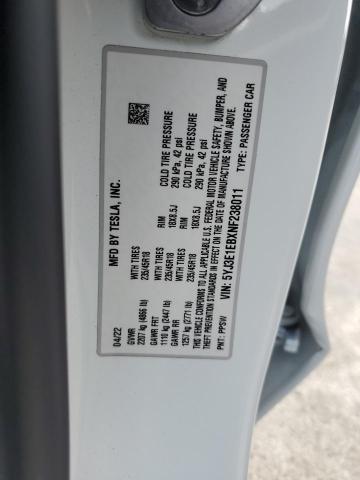 MFD BY TESLA, INC.
04/22
GVWR
2207 kg (4866 lb)
GAWR FRT WITH TIRES RIM COLD TIRE PRESSURE
1110 kg (2447 lb) 235/45R18 18X8.5J 290 kPa, 42 psi
GAWR RR WITH TIRES RIM COLD TIRE PRESSURE
1257 kg (2771 lb) 235/45R18 18X8.5J 290 kPa, 42 psi
THIS VEHICLE CONFORMS TO ALL APPLICABLE U.S. FEDERAL MOTOR VEHICLE SAFETY, BUMPER, AND
THEFT PREVENTION STANDARDS IN EFFECT ON THE DATE OF MANUFACTURE SHOWN ABOVE.
VIN: 5YJ3E1EBXNF238011 TYPE: PASSENGER CAR
PMT: PPSW